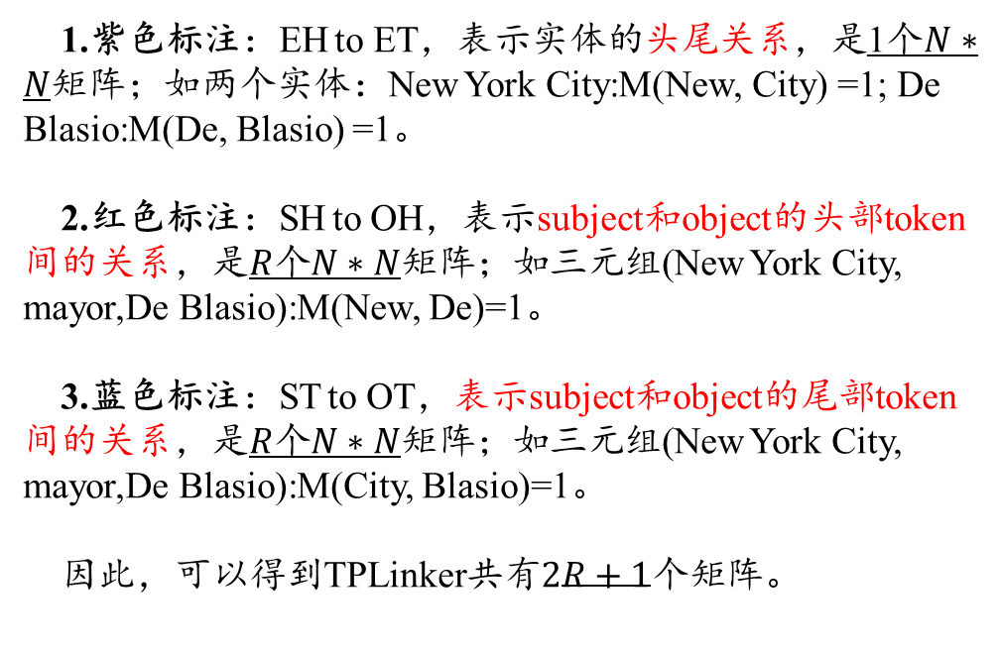 1.紫色标注：EH to ET，表示实体的头尾关系，是1个N ∗
N矩阵；如两个实体：New York City:M(New, City) =1; De
Blasio:M(De, Blasio) =1。
2.红色标注：SH to OH，表示subject和object的头部token
间的关系，是R个N ∗ N矩阵；如三元组(New York City,
mayor,De Blasio):M(New, De)=1。
3.蓝色标注：ST to OT，表示subject和object的尾部token
间的关系，是R个N ∗ N矩阵；如三元组(New York City,
mayor,De Blasio):M(City, Blasio)=1。
因此，可以得到TPLinker共有2R + 1个矩阵。